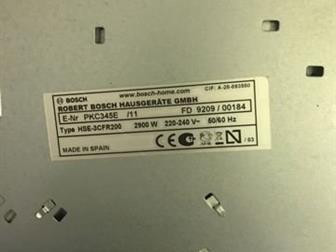 www.bosch-home.com CIF: A-28-893550
BOSCH
ROBERT BOSCH HAUSGERÄTE GMBH
E-Nr PKC345E /11 FD 9209 / 00184
Type HSE-3CFR200 2900 W 220-240 V~ 50/60 Hz
MADE IN SPAIN / 03